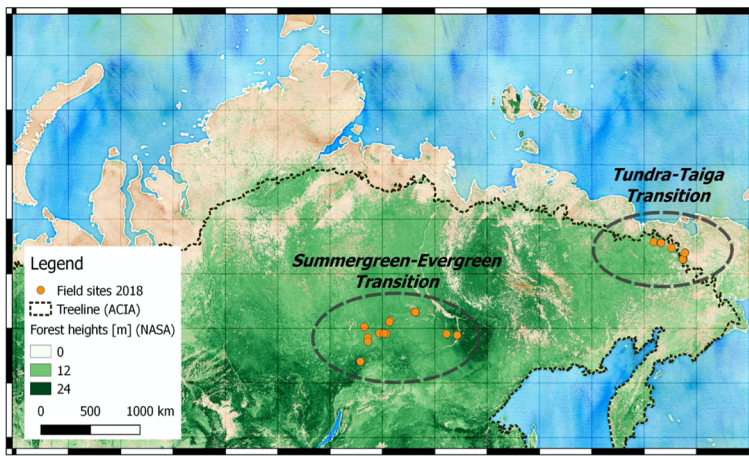 Tundra-Taiga
Transition
Summergreen-Evergreen
Transition
Legend
Field sites 2018
Treeline (ACIA)
Forest heights [m] (NASA)
0
12
24
0 500 1000 km